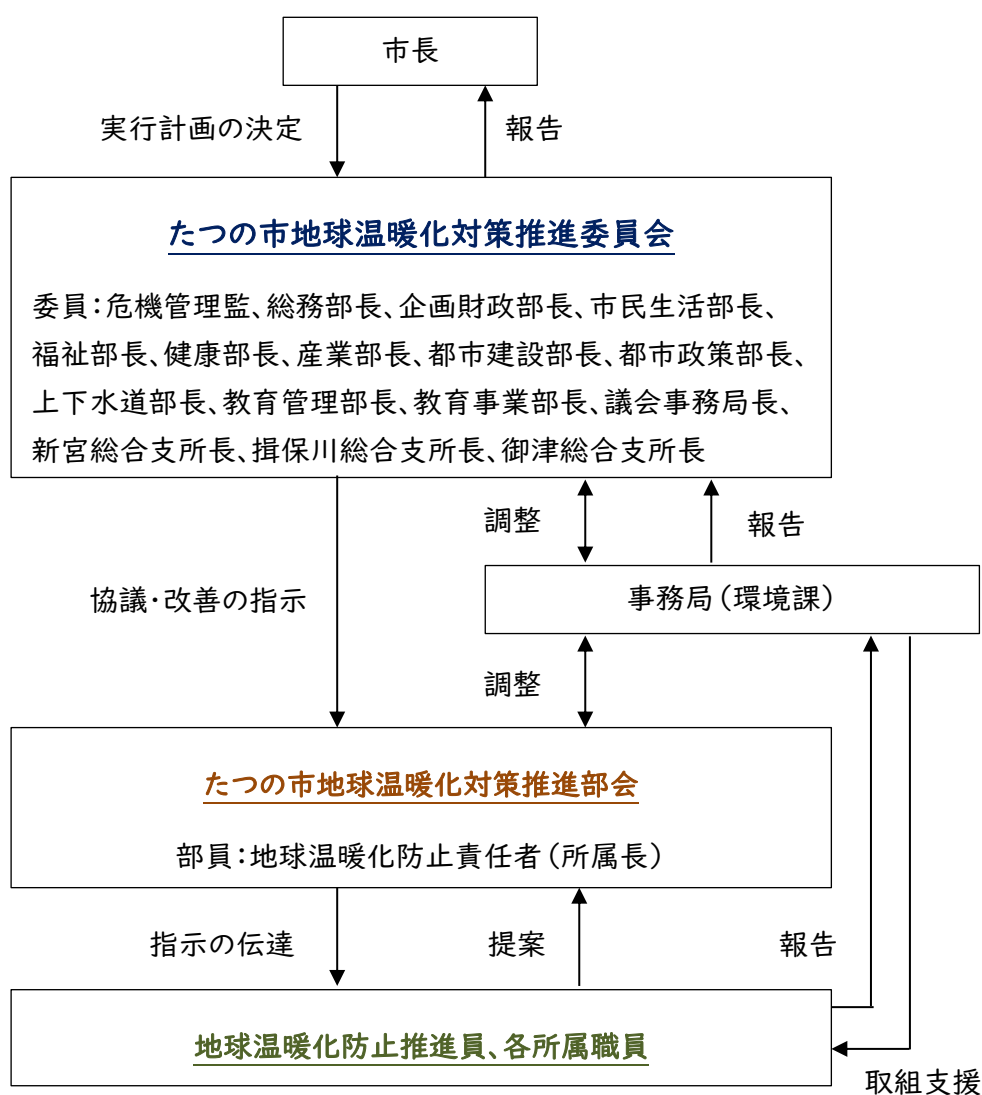 市長
実行計画の決定
報告
たつの市地球温暖化対策推進委員会
委員：危機管理監、総務部長、企画財政部長、市民生活部長、
福祉部長、健康部長、産業部長、都市建設部長、都市政策部長、
上下水道部長、教育管理部長、教育事業部長、議会事務局長、
新宮総合支所長、揖保川総合支所長、御津総合支所長
調整
報告
協議・改善の指示
事務局（環境課）
調整
たつの市地球温暖化対策推進部会
部員：地球温暖化防止責任者（所属長）
指示の伝達
提案
報告
地球温暖化防止推進員、各所属職員
取組支援